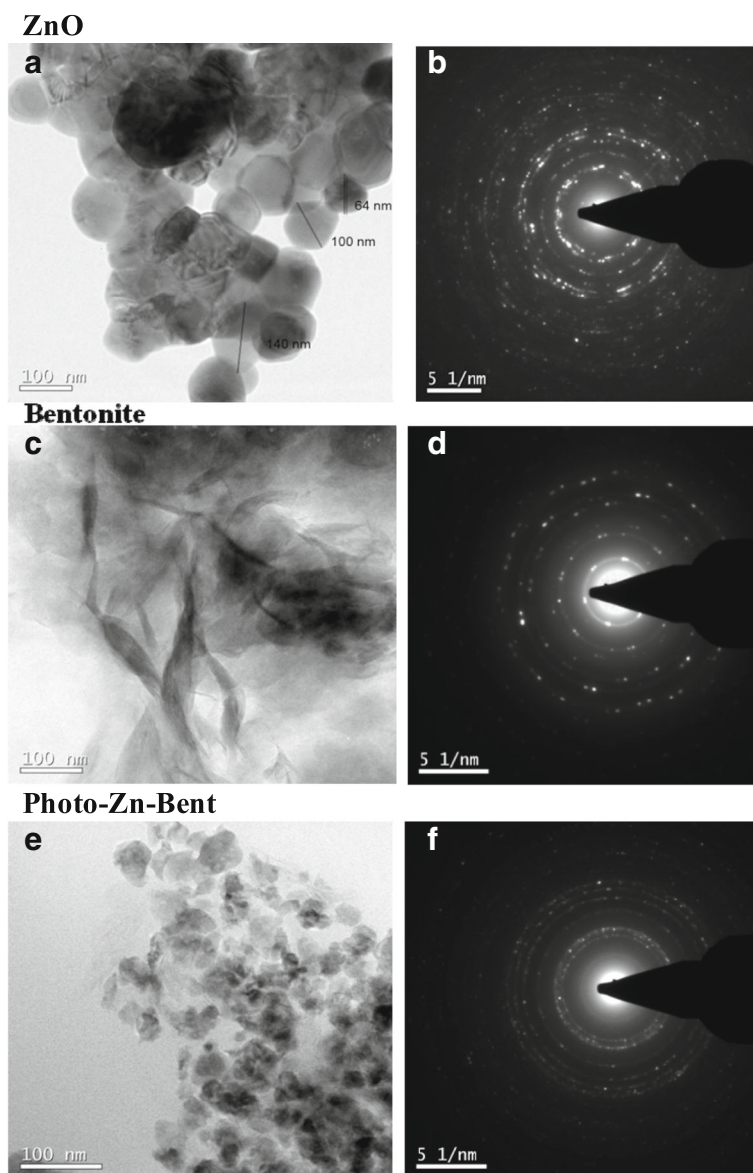 ZnO
a
b
64 nm
100 nm
140 nm
100 nm
5 1/nm
Bentonite
c
d
100 nm
5 1/nm
Photo-Zn-Bent
e
f
100 nm
5 1/nm